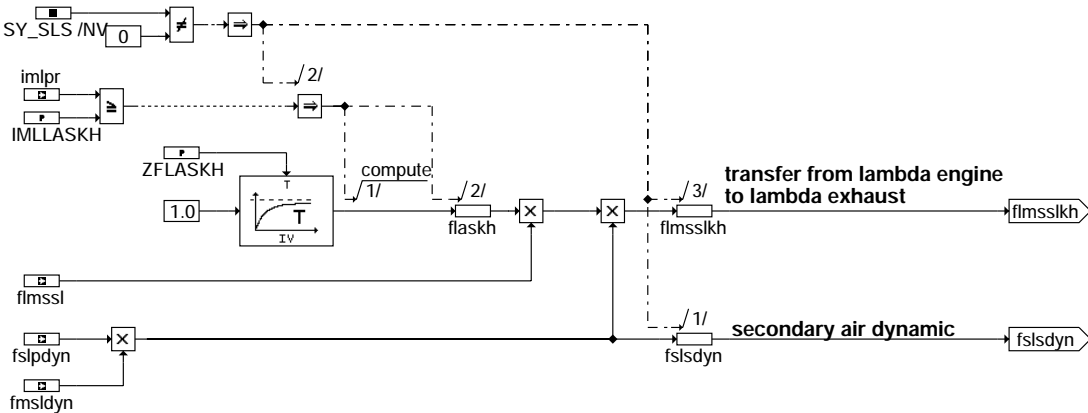 SY_SLS /NV
0
≠
⇒
2/
imlpr
≥
IMLLASKH
P
⇒
P
ZFLASKH
compute
T
1/
2/
3/
1.0
T
IV
flaskh
flmsslkh
transfer from lambda engine
to lambda exhaust
flmsslkh
flmssl
1/
fslpdyn
fslsdyn
secondary air dynamic
fslsdyn
fmsldyn